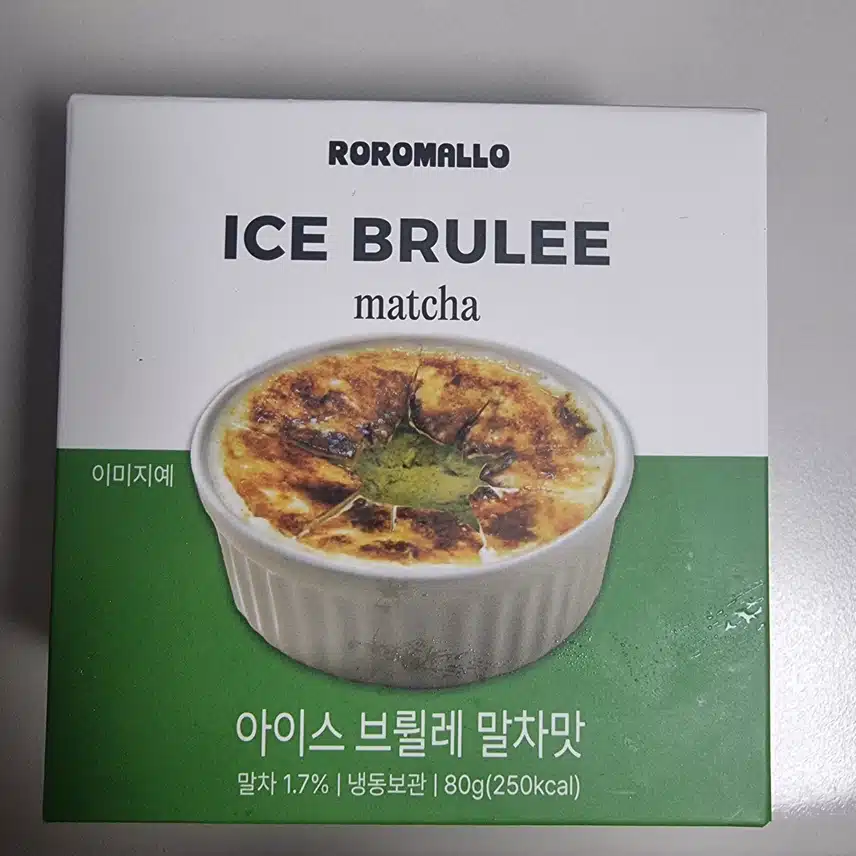 ROROMALLO
ICE BRULEE
matcha
이미지예
아이스 브륄레 말차맛
말차 1.7% | 냉동보관 | 80g(250kcal)